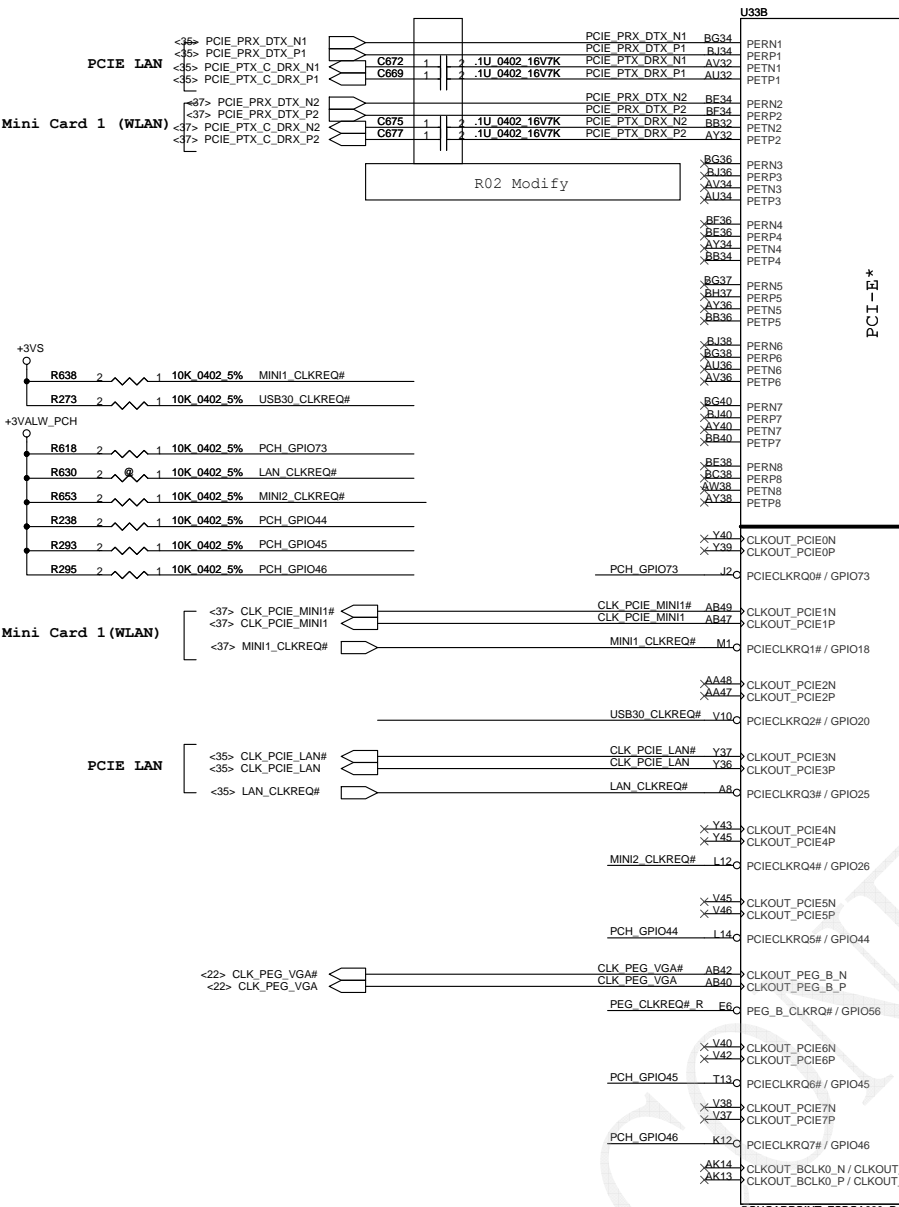 U33B
<35> PCIE_PRX_DTX_N1 PCIE_PRX_DTX_N1 BG34 PERN1
<35> PCIE_PRX_DTX_P1 PCIE_PRX_DTX_P1 BJ34 PERP1
PCIE LAN <35> PCIE_PTX_C_DRX_N1 C672 1 2 .1U_0402_16V7K PCIE_PTX_DRX_N1 AV32 PETN1
<35> PCIE_PTX_C_DRX_P1 C669 1 2 .1U_0402_16V7K PCIE_PTX_DRX_P1 AU32 PETP1
<37> PCIE_PRX_DTX_N2 PCIE_PRX_DTX_N2 BE34 PERN2
<37> PCIE_PRX_DTX_P2 PCIE_PRX_DTX_P2 BF34 PERP2
Mini Card 1 (WLAN) <37> PCIE_PTX_C_DRX_N2 C675 1 2 .1U_0402_16V7K PCIE_PTX_DRX_N2 BB32 PETN2
<37> PCIE_PTX_C_DRX_P2 C677 1 2 .1U_0402_16V7K PCIE_PTX_DRX_P2 AY32 PETP2
R02 Modify
BG36 PERN3
BJ36 PERP3
AV34 PETN3
AU34 PETP3
BF36 PERN4
BE36 PERP4
AY34 PETN4
BB34 PETP4
PCI-E*
BG37 PERN5
BH37 PERP5
AY36 PETN5
BB36 PETP5
BJ38 PERN6
BG38 PERP6
AU36 PETN6
AV36 PETP6
BG40 PERN7
BJ40 PERP7
AY40 PETN7
BB40 PETP7
BE38 PERN8
BC38 PERP8
AW38 PETN8
AY38 PETP8
+3VS
R638 2 1 10K_0402_5% MINI1_CLKREQ#
R273 2 1 10K_0402_5% USB30_CLKREQ#
+3VALW_PCH
R618 2 1 10K_0402_5% PCH_GPIO73
R630 2 @ 1 10K_0402_5% LAN_CLKREQ#
R653 2 1 10K_0402_5% MINI2_CLKREQ#
R238 2 1 10K_0402_5% PCH_GPIO44
R293 2 1 10K_0402_5% PCH_GPIO45
R295 2 1 10K_0402_5% PCH_GPIO46
Y40 CLKOUT_PCIE0N
Y39 CLKOUT_PCIE0P
PCH_GPIO73 J2 PCIECLKRQ0# / GPIO73
<37> CLK_PCIE_MINI1# CLK_PCIE_MINI1# AB49 CLKOUT_PCIE1N
<37> CLK_PCIE_MINI1 CLK_PCIE_MINI1 AB47 CLKOUT_PCIE1P
Mini Card 1(WLAN)
<37> MINI1_CLKREQ# MINI1_CLKREQ# M1 PCIECLKRQ1# / GPIO18
AA48 CLKOUT_PCIE2N
AA47 CLKOUT_PCIE2P
USB30_CLKREQ# V10 PCIECLKRQ2# / GPIO20
<35> CLK_PCIE_LAN# CLK_PCIE_LAN# Y37 CLKOUT_PCIE3N
PCIE LAN <35> CLK_PCIE_LAN CLK_PCIE_LAN Y36 CLKOUT_PCIE3P
<35> LAN_CLKREQ# LAN_CLKREQ# A8 PCIECLKRQ3# / GPIO25
Y43 CLKOUT_PCIE4N
Y45 CLKOUT_PCIE4P
MINI2_CLKREQ# L12 PCIECLKRQ4# / GPIO26
V45 CLKOUT_PCIE5N
V46 CLKOUT_PCIE5P
PCH_GPIO44 L14 PCIECLKRQ5# / GPIO44
<22> CLK_PEG_VGA# CLK_PEG_VGA# AB42 CLKOUT_PEG_B_N
<22> CLK_PEG_VGA CLK_PEG_VGA AB40 CLKOUT_PEG_B_P
PEG_CLKREQ#_R E6 PEG_B_CLKRQ# / GPIO56
V40 CLKOUT_PCIE6N
V42 CLKOUT_PCIE6P
PCH_GPIO45 T13 PCIECLKRQ6# / GPIO45
V38 CLKOUT_PCIE7N
V37 CLKOUT_PCIE7P
PCH_GPIO46 K12 PCIECLKRQ7# / GPIO46
AK14 CLKOUT_BCLK0_N / CLKOUT_
AK13 CLKOUT_BCLK0_P / CLKOUT_